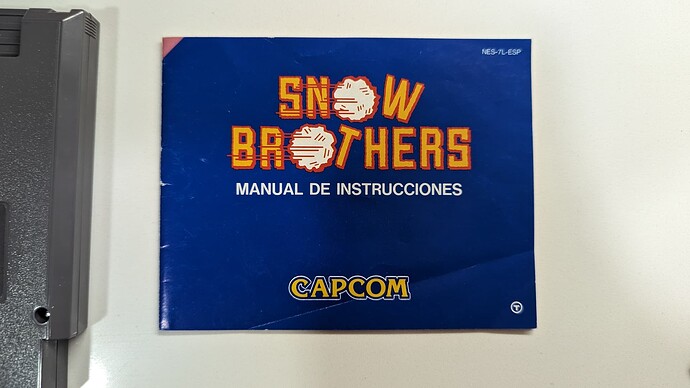 NES-7L-ESP
SNOW
BROTHERS
MANUAL DE INSTRUCCIONES
CAPCOM
T